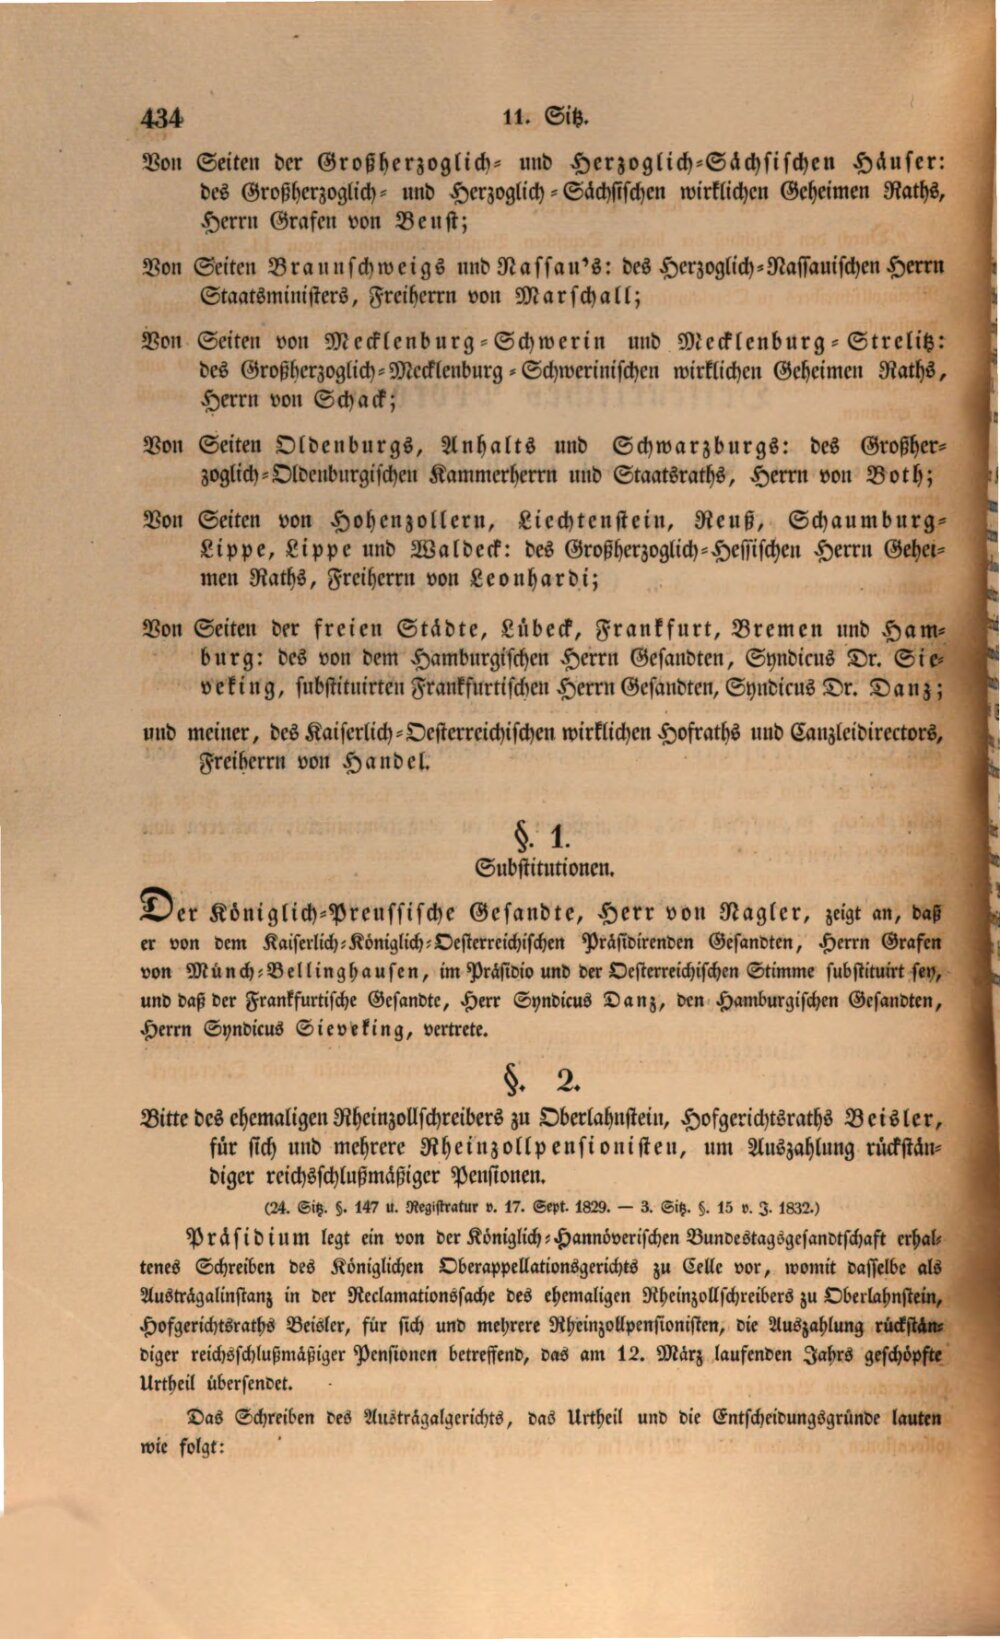 434
11. Sitz.
Von Seiten der Großherzoglich- und Herzoglich-Sächsischen Häuser:
des Großherzoglich- und Herzoglich-Sächsischen wirklichen Geheimen Raths,
Herrn Grafen von Beust;
Von Seiten Braunschweigs und Nassau's: des Herzoglich-Nassauischen Herrn
Staatsministers, Freiherrn von Marschall;
Von Seiten von Mecklenburg-Schwerin und Mecklenburg-Strelitz:
des Großherzoglich-Mecklenburg-Schwerinischen wirklichen Geheimen Raths,
Herrn von Schack;
Von Seiten Oldenburgs, Anhalts und Schwarzburgs: des Großher-
zoglich-Oldenburgischen Kammerherrn und Staatsraths, Herrn von Both;
Von Seiten von Hohenzollern, Liechtenstein, Reuß, Schaumburg-
Lippe, Lippe und Waldeck: des Großherzoglich-Hessischen Herrn Gehei-
men Raths, Freiherrn von Leonhardi;
Von Seiten der freien Städte, Lübeck, Frankfurt, Bremen und Ham-
burg: des von dem Hamburgischen Herrn Gesandten, Syndicus Dr. Sie-
veking, substituirten Frankfurtischen Herrn Gesandten, Syndicus Dr. Danz;
und meiner, des Kaiserlich-Oesterreichischen wirklichen Hofraths und Canzleidirectors,
Freiherrn von Handel.
§. 1.
Substitutionen.
Der Königlich-Preussische Gesandte, Herr von Nagler, zeigt an, daß
er von dem Kaiserlich-Königlich-Oesterreichischen Präsidirenden Gesandten, Herrn Grafen
von Münch-Bellinghausen, im Präsidio und der Oesterreichischen Stimme substituirt sey,
und daß der Frankfurtische Gesandte, Herr Syndicus Danz, den Hamburgischen Gesandten,
Herrn Syndicus Sieveking, vertrete.
§. 2.
Bitte des ehemaligen Rheinzollschreibers zu Oberlahnstein, Hofgerichtsraths Beisler,
für sich und mehrere Rheinzollpensionisten, um Auszahlung rückstän-
diger reichsschlußmäßiger Pensionen.
(24. Sitz. §. 147 u. Registratur v. 17. Sept. 1829. — 3. Sitz. §. 15 v. J. 1832.)
Präsidium legt ein von der Königlich-Hannöverischen Bundestagsgesandtschaft erhal-
tenes Schreiben des Königlichen Oberappellationsgerichts zu Celle vor, womit dasselbe als
Austrägalinstanz in der Reclamationssache des ehemaligen Rheinzollschreibers zu Oberlahnstein,
Hofgerichtsraths Beisler, für sich und mehrere Rheinzollpensionisten, die Auszahlung rückstän-
diger reichsschlußmäßiger Pensionen betreffend, das am 12. März laufenden Jahrs geschöpfte
Urtheil übersendet.
Das Schreiben des Austrägalgerichts, das Urtheil und die Entscheidungsgründe lauten
wie folgt: